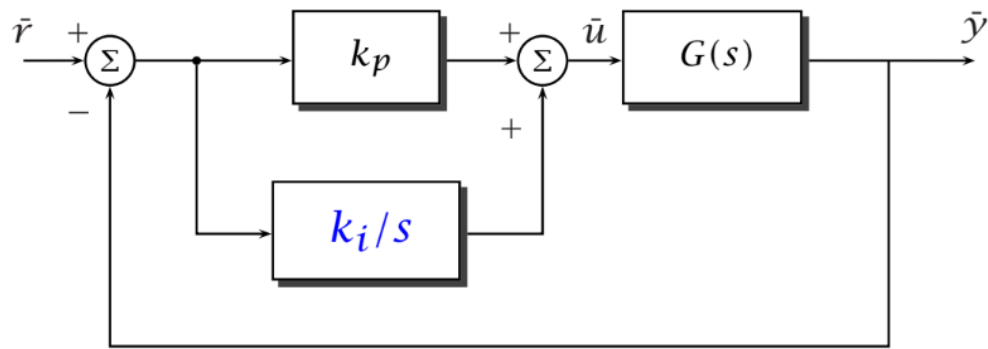 r̄ + Σ k_p + Σ ū G(s) ȳ
− +
k_i/s